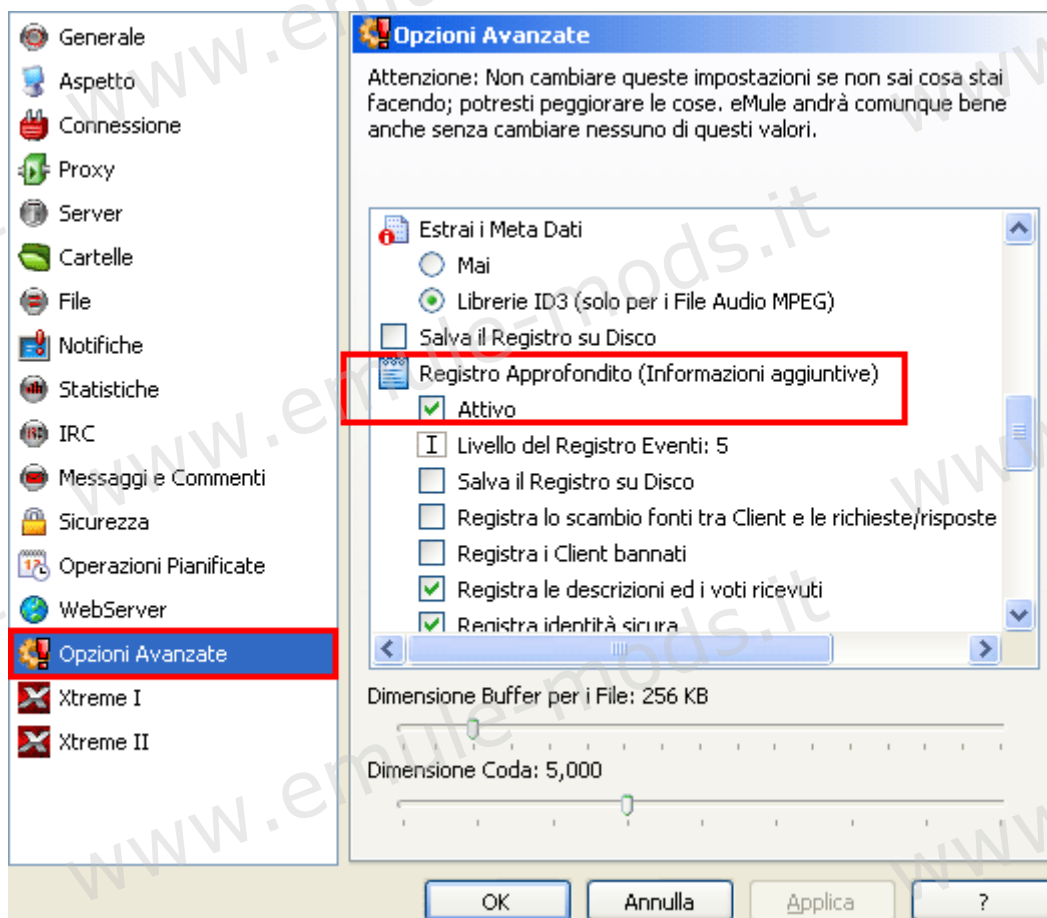 Generale
Aspetto
Connessione
Proxy
Server
Cartelle
File
Notifiche
Statistiche
IRC
Messaggi e Commenti
Sicurezza
Operazioni Pianificate
WebServer
Opzioni Avanzate
Xtreme I
Xtreme II
Opzioni Avanzate
Attenzione: Non cambiare queste impostazioni se non sai cosa stai
facendo; potresti peggiorare le cose. eMule andrà comunque bene
anche senza cambiare nessuno di questi valori.
Estrai i Meta Dati
Mai
Librerie ID3 (solo per i File Audio MPEG)
Salva il Registro su Disco
Registro Approfondito (Informazioni aggiuntive)
Attivo
Livello del Registro Eventi: 5
Salva il Registro su Disco
Registra lo scambio fonti tra Client e le richieste/risposte
Registra i Client bannati
Registra le descrizioni ed i voti ricevuti
Registra identità sicura
Dimensione Buffer per i File: 256 KB
Dimensione Coda: 5,000
OK
Annulla
Applica
?
www.emule-mods.it
www.emule-mods.it